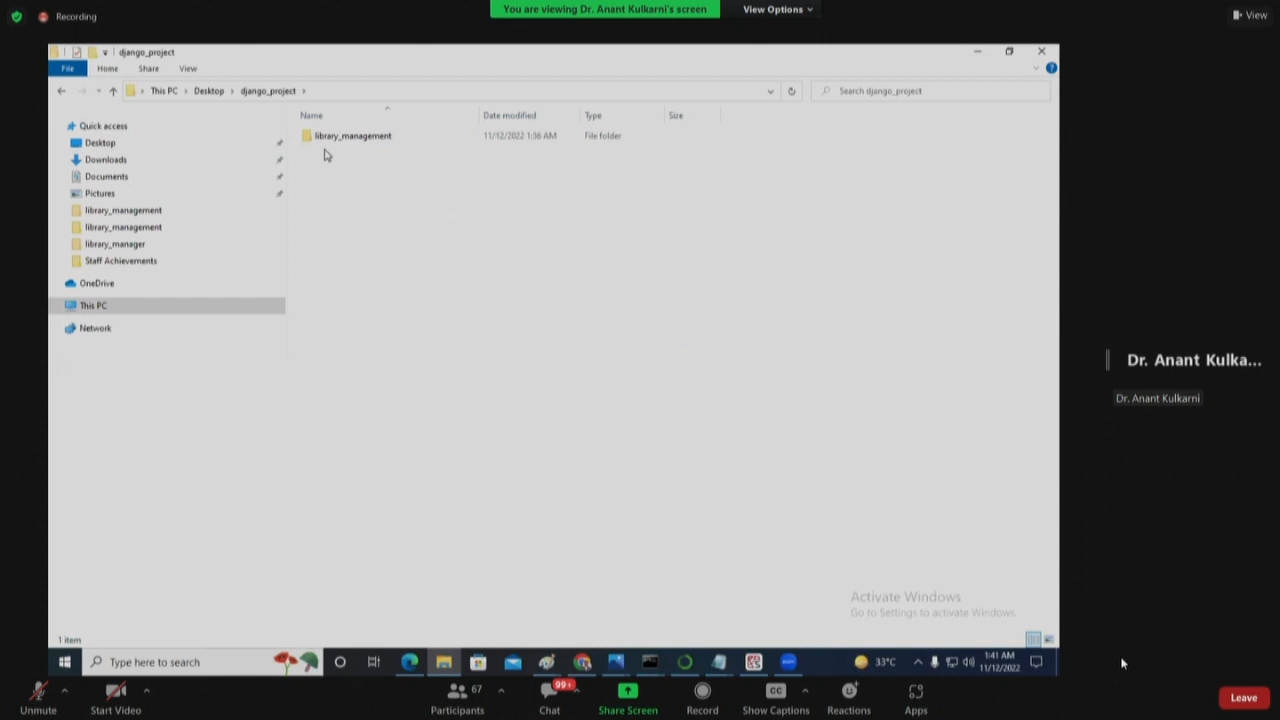 Recording
You are viewing Dr. Anant Kulkarni's screen
View Options
View
django_project
File Home Share View
This PC Desktop django_project
Search django_project
Name Date modified Type Size
library_management 11/12/2022 1:36 AM File folder
Quick access
Desktop
Downloads
Documents
Pictures
library_management
library_management
library_manager
Staff Achievements
OneDrive
This PC
Network
Dr. Anant Kulka...
Dr. Anant Kulkarni
Activate Windows
Go to Settings to activate Windows.
1 item
Type here to search
33°C
1:41 AM
11/12/2022
Unmute
Start Video
67
Participants
99+
Chat
Share Screen
Record
CC
Show Captions
Reactions
Apps
Leave